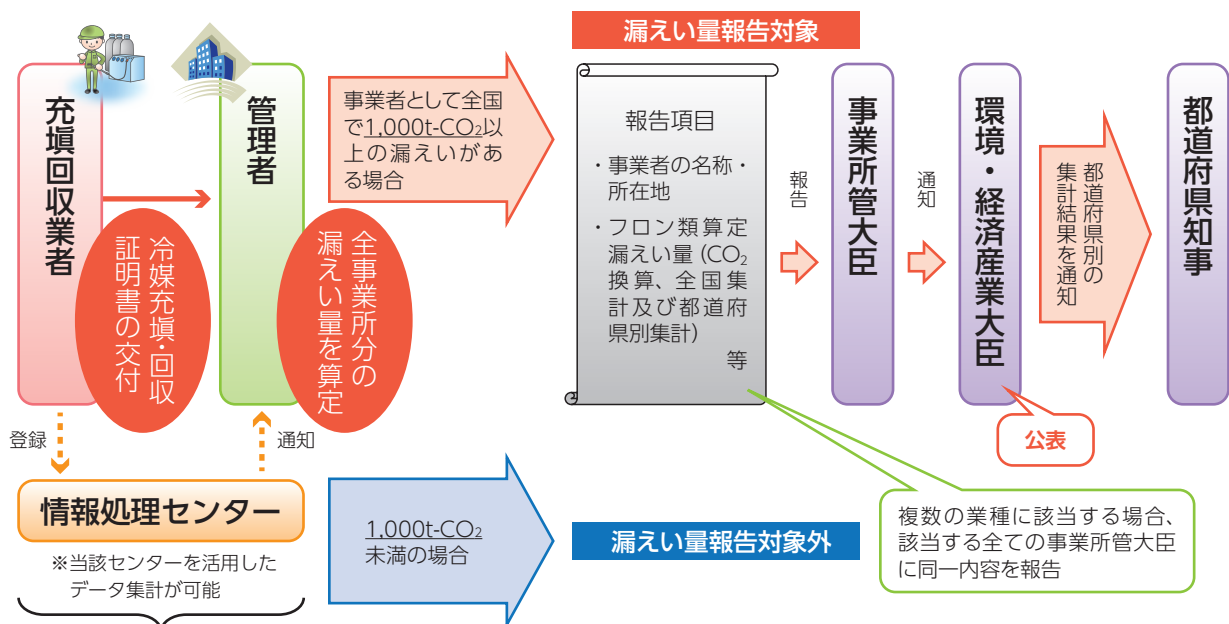 漏えい量報告対象
充塡回収業者
管理者
冷媒充塡・回収
証明書の交付
全事業所分の
漏えい量を算定
事業者として全国
で1,000t-CO₂以
上の漏えいがあ
る場合
報告項目
・事業者の名称・
所在地
・フロン類算定
漏えい量 (CO₂
換算、全国集
計及び都道府
県別集計)
等
報告
事業所管大臣
通知
環境・経済産業大臣
都道府県別の
集計結果を通知
都道府県知事
公表
登録
通知
情報処理センター
※当該センターを活用した
データ集計が可能
1,000t-CO₂
未満の場合
漏えい量報告対象外
複数の業種に該当する場合、
該当する全ての事業所管大臣
に同一内容を報告